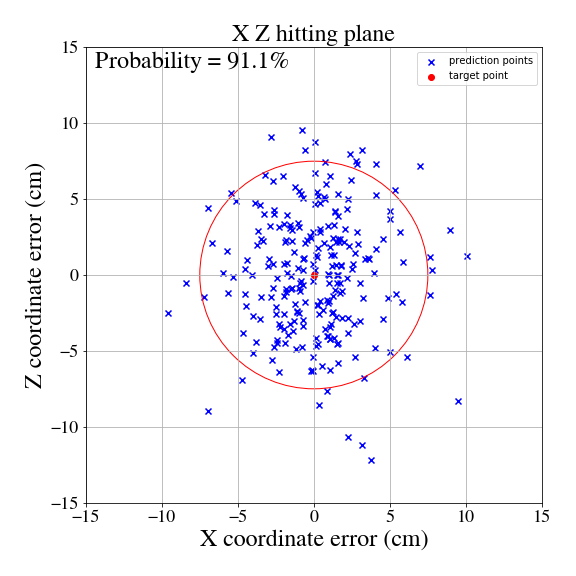 X Z hitting plane
Probability = 91.1%
prediction points
target point
15
10
5
0
−5
−10
−15
Z coordinate error (cm)
−15
−10
−5
0
5
10
15
X coordinate error (cm)